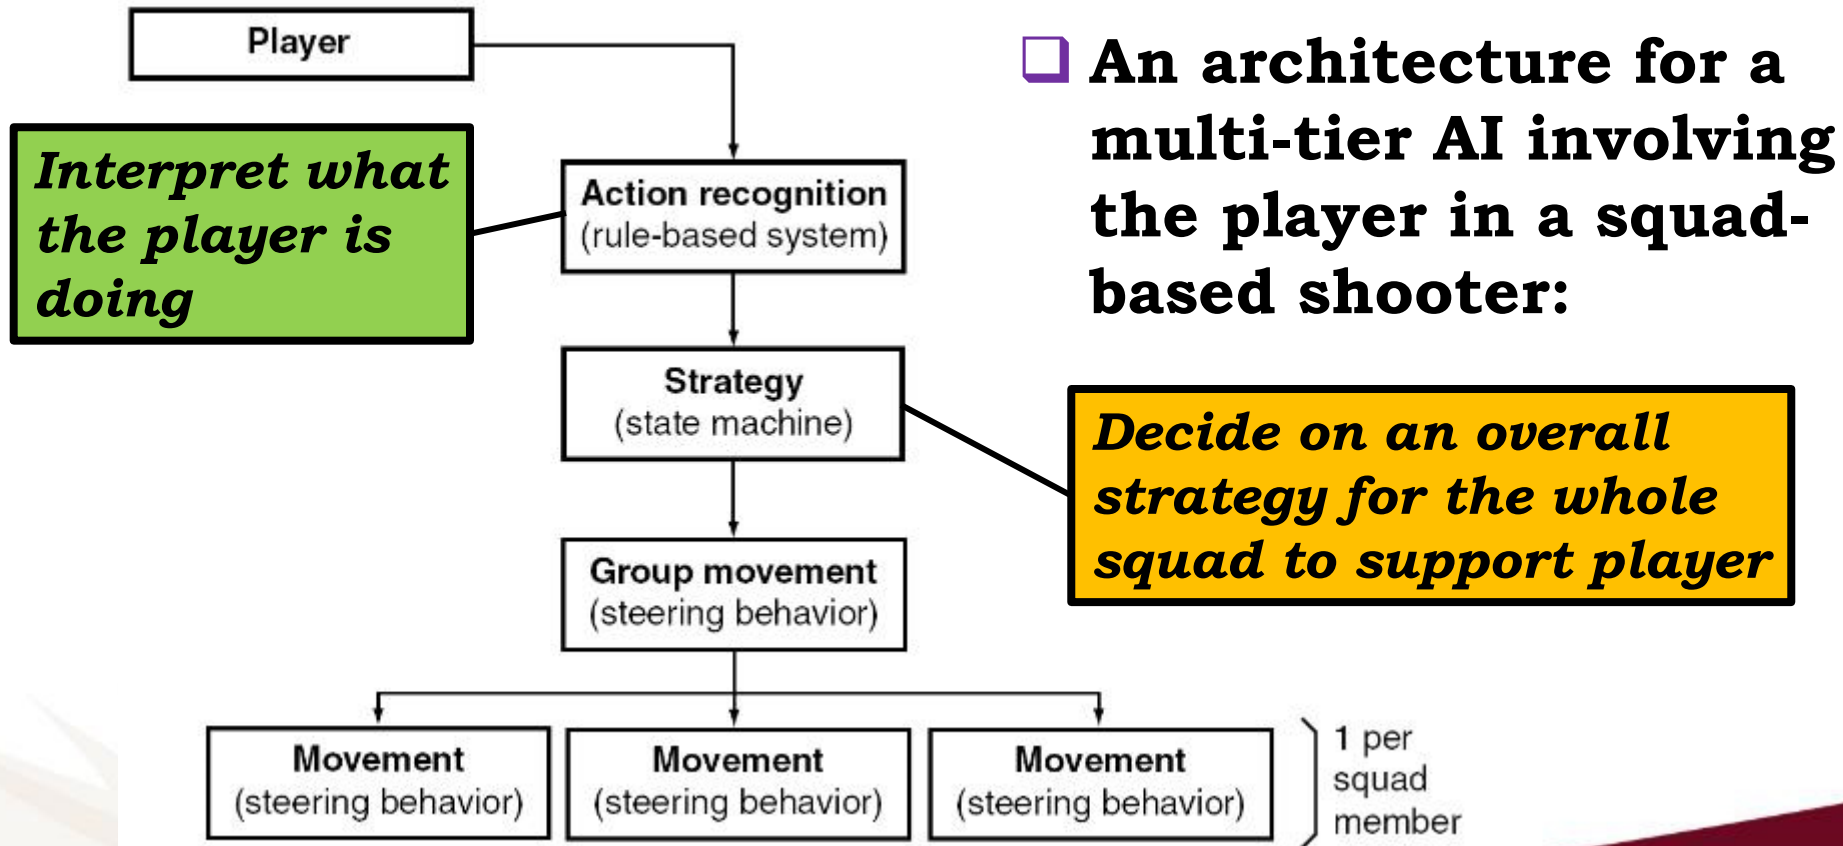 Player
❑ An architecture for a
multi-tier AI involving
the player in a squad-
based shooter:
Interpret what
the player is
doing
Action recognition
(rule-based system)
Strategy
(state machine)
Decide on an overall
strategy for the whole
squad to support player
Group movement
(steering behavior)
Movement
(steering behavior)
Movement
(steering behavior)
Movement
(steering behavior)
1 per
squad
member